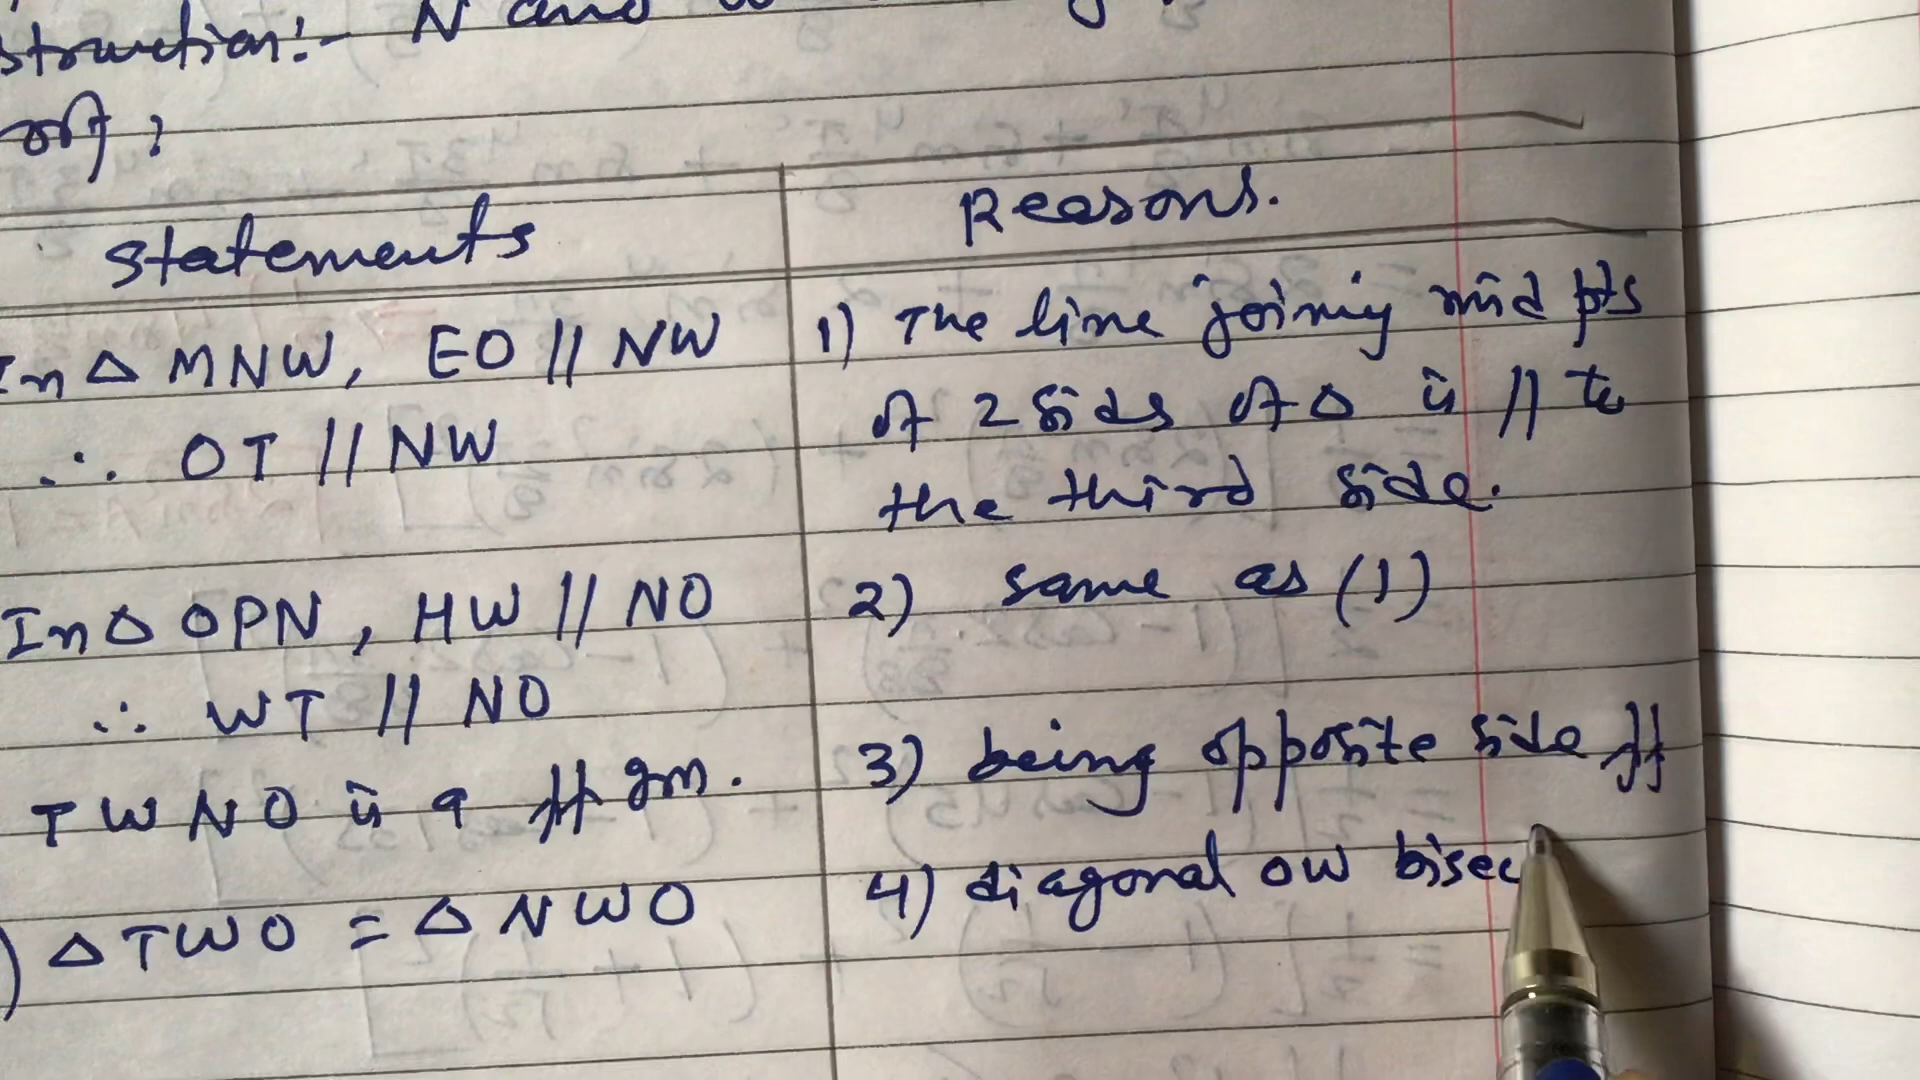 struction:- N and
Statements
Reasons.
In Δ MNW, EO // NW
∴ OT // NW
1) The line joining mid pts
of 2 sides of Δ is // to
the third side.
In Δ OPN, HW // NO
∴ WT // NO
2) same as (1)
TWNO is a //gm.
3) being opposite side //
) Δ TWO = Δ NWO
4) diagonal OW bisec